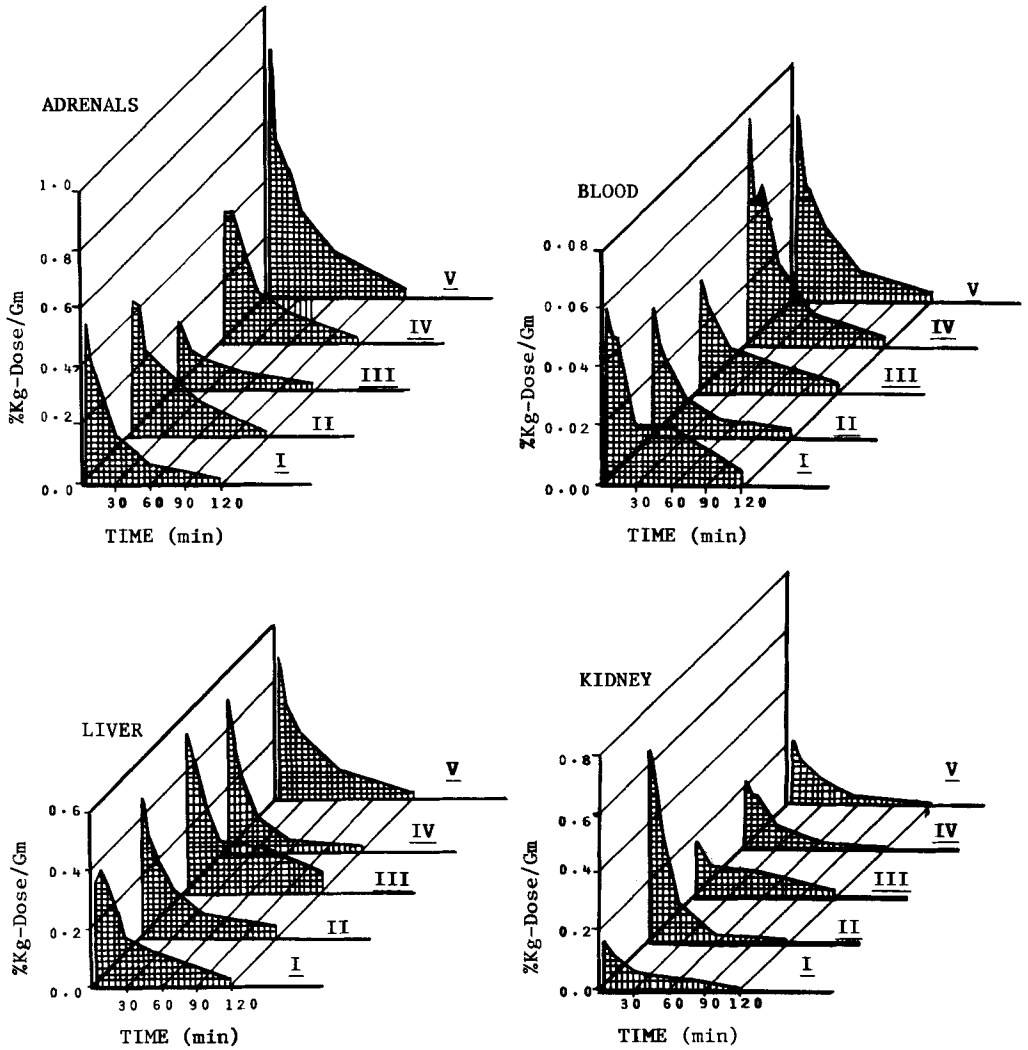 ADRENALS
%Kg-Dose/Gm
1.0
0.8
0.6
0.4
0.2
0.0
V
IV
III
II
I
30 60 90 120
TIME (min)
BLOOD
%Kg-Dose/Gm
0.08
0.06
0.04
0.02
0.00
V
IV
III
II
I
30 60 90 120
TIME (min)
LIVER
%Kg-Dose/Gm
0.6
0.4
0.2
0.0
V
IV
III
II
I
30 60 90 120
TIME (min)
KIDNEY
%Kg-Dose/Gm
0.8
0.6
0.4
0.2
0.0
V
IV
III
II
I
30 60 90 120
TIME (min)